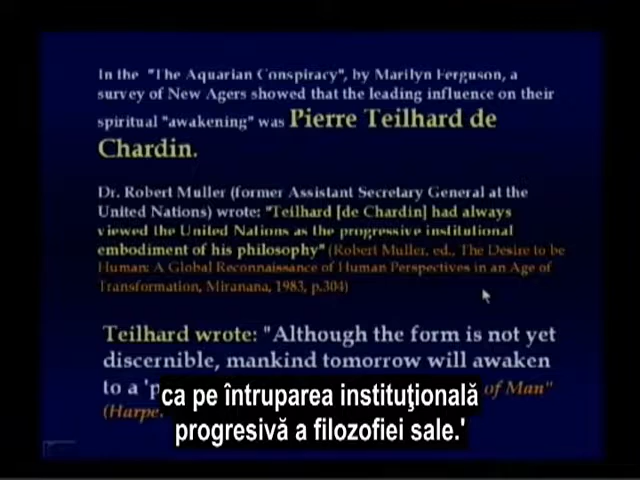 In the "The Aquarian Conspiracy", by Marilyn Ferguson, a
survey of New Agers showed that the leading influence on their
spiritual "awakening" was Pierre Teilhard de
Chardin.
Dr. Robert Muller (former Assistant Secretary General at the
United Nations) wrote: "Teilhard [de Chardin] had always
viewed the United Nations as the progressive institutional
embodiment of his philosophy" (Robert Muller, ed., The Desire to be
Human: A Global Reconnaissance of Human Perspectives in an Age of
Transformation, Miranana, 1983, p.304)
Teilhard wrote: "Although the form is not yet
discernible, mankind tomorrow will awaken
to a 'p of Man"
(Harpe
ca pe întruparea instituţională
progresivă a filozofiei sale.'